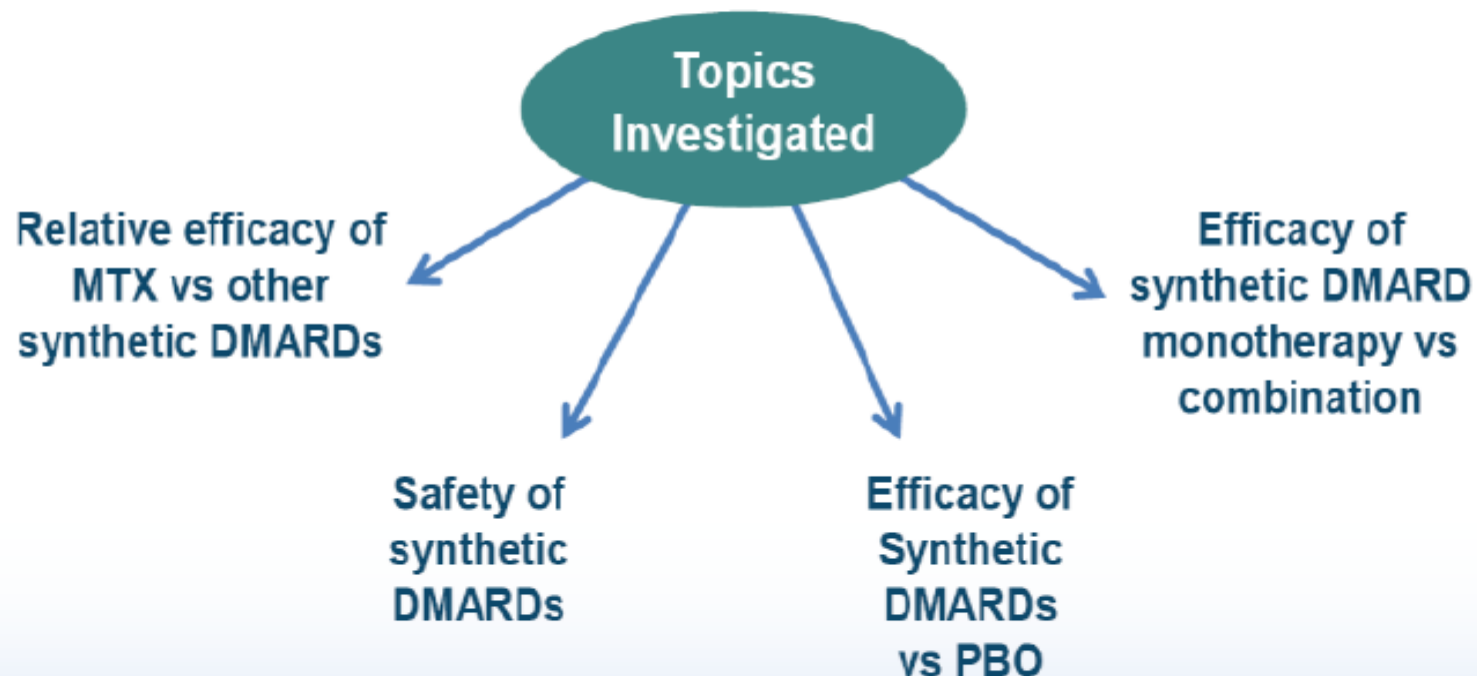 Topics
Investigated
Relative efficacy of
MTX vs other
synthetic DMARDs
Safety of
synthetic
DMARDs
Efficacy of
Synthetic
DMARDs
vs PBO
Efficacy of
synthetic DMARD
monotherapy vs
combination